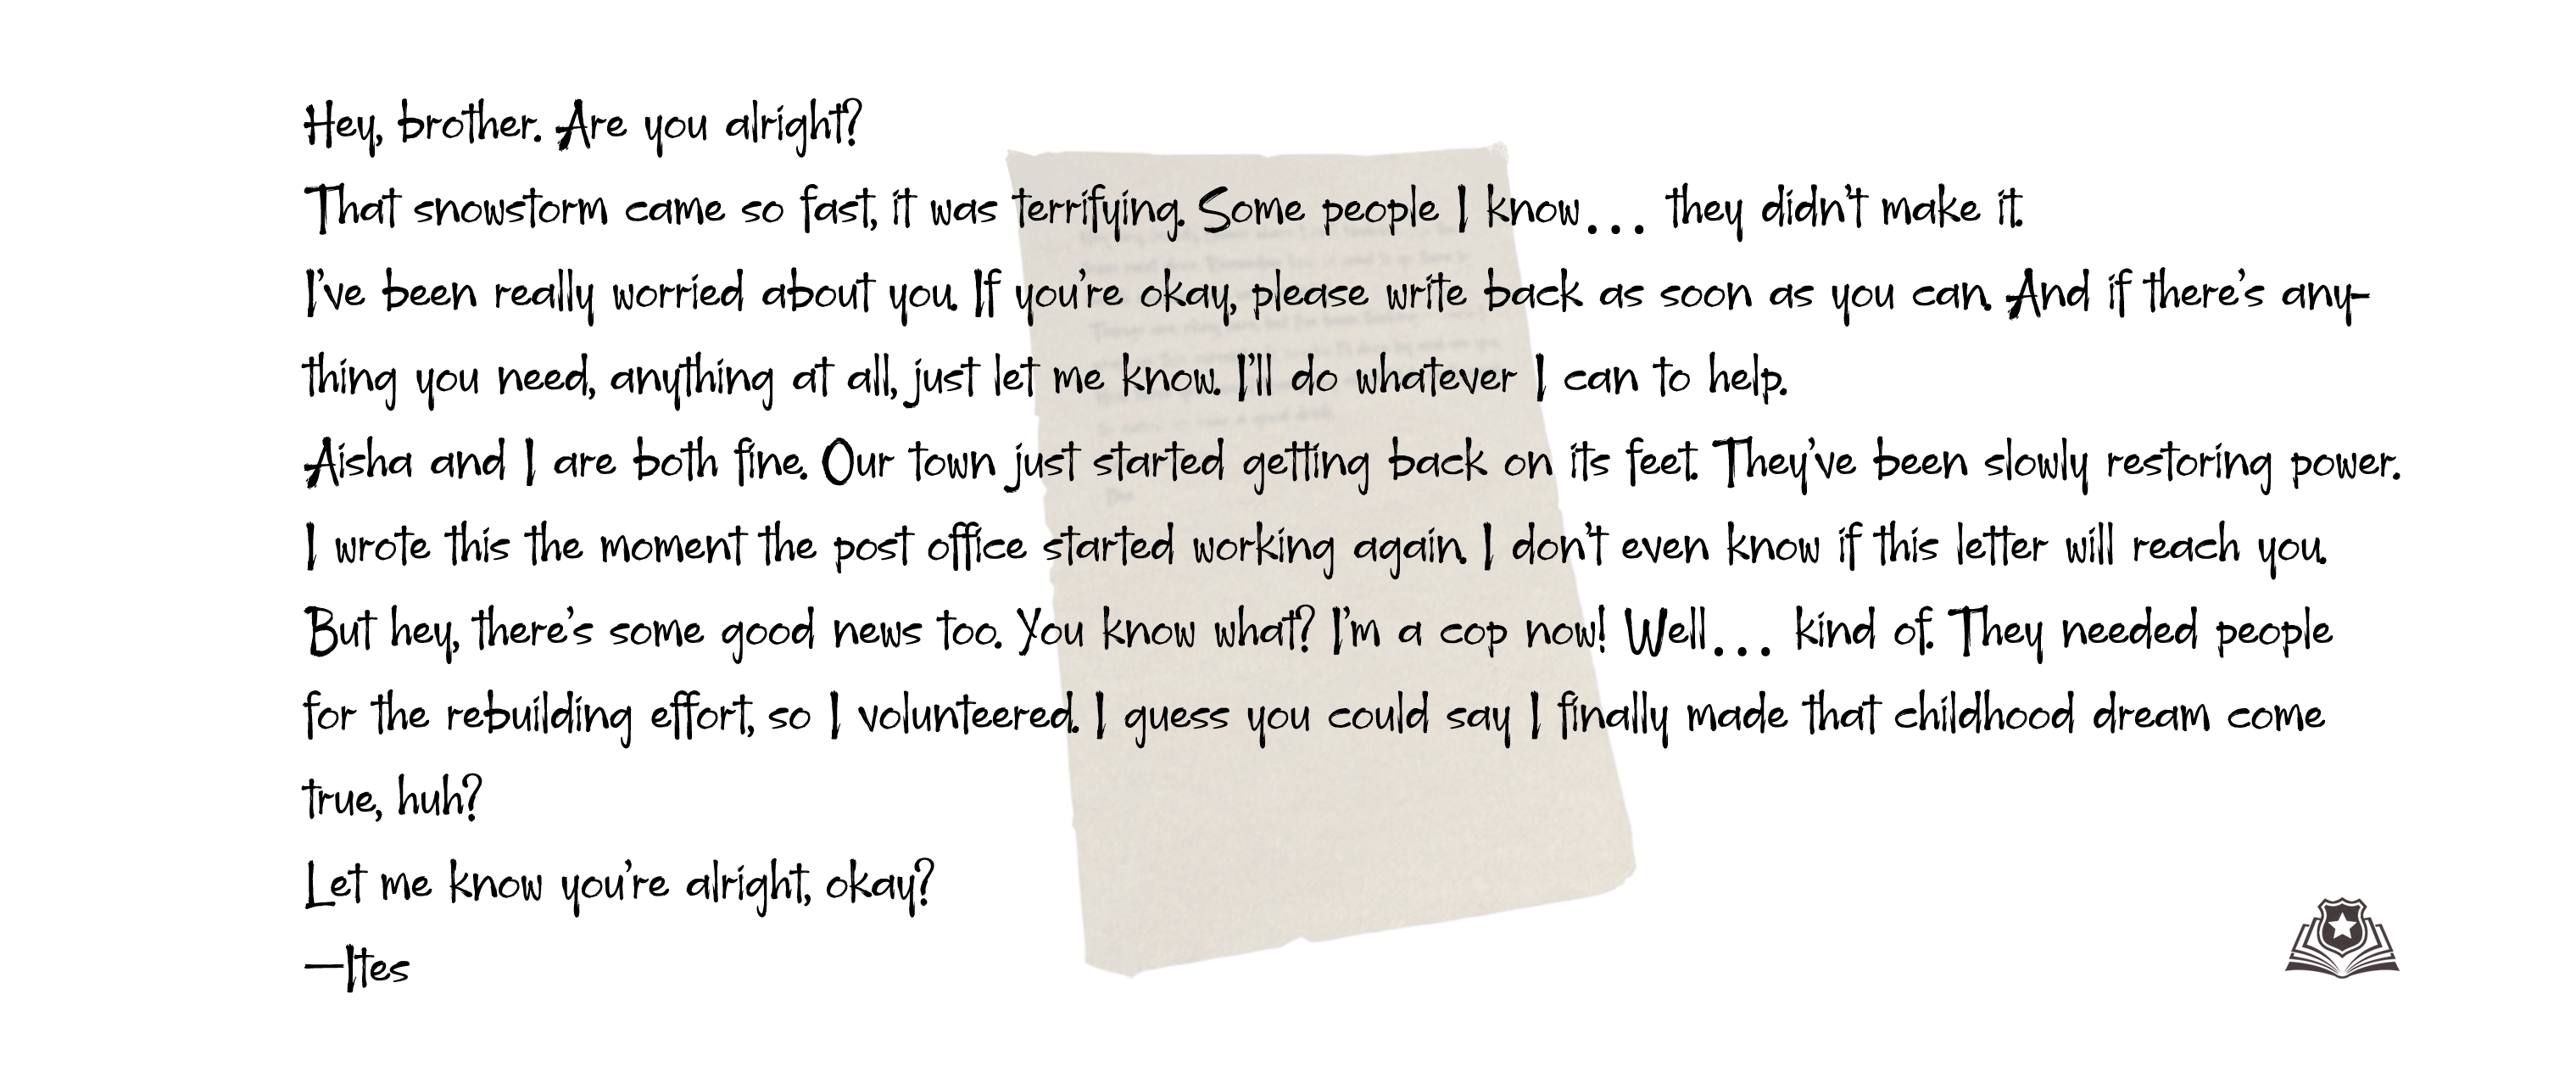 Hey, brother. Are you alright?
That snowstorm came so fast, it was terrifying. Some people I know... they didn't make it.
I've been really worried about you. If you're okay, please write back as soon as you can. And if there's any-
thing you need, anything at all, just let me know. I'll do whatever I can to help.
Aisha and I are both fine. Our town just started getting back on its feet. They've been slowly restoring power.
I wrote this the moment the post office started working again. I don't even know if this letter will reach you.
But hey, there's some good news too. You know what? I'm a cop now! Well... kind of. They needed people
for the rebuilding effort, so I volunteered. I guess you could say I finally made that childhood dream come
true, huh?
Let me know you're alright, okay?
—Ites